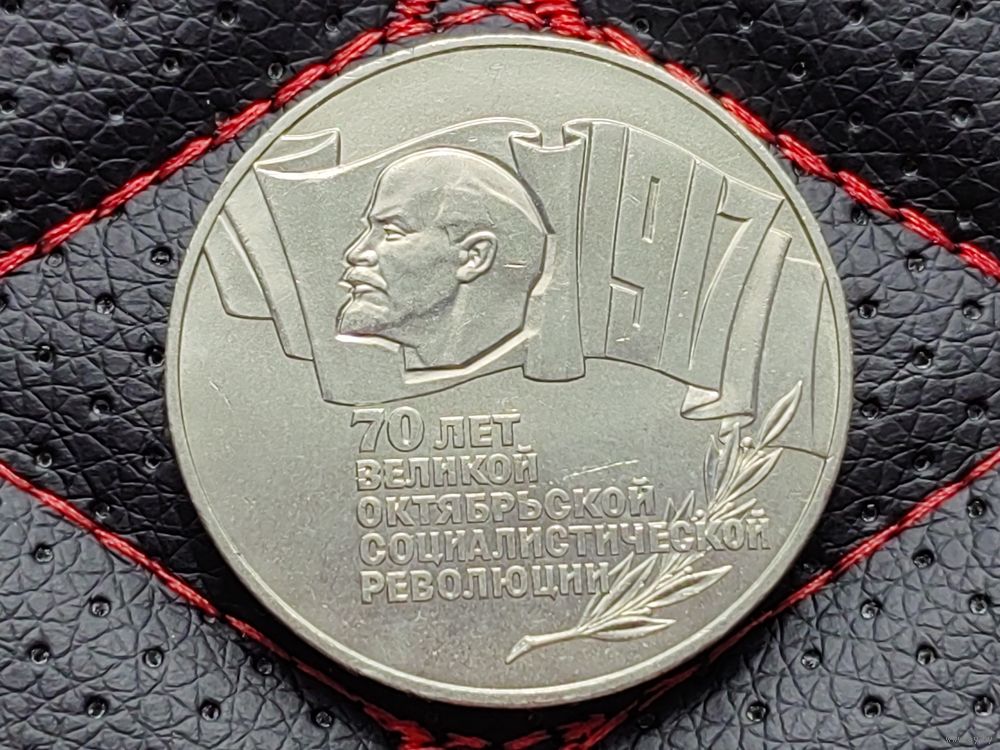 1917
70 ЛЕТ
ВЕЛИКОЙ
ОКТЯБРЬСКОЙ
СОЦИАЛИСТИЧЕСКОЙ
РЕВОЛЮЦИИ